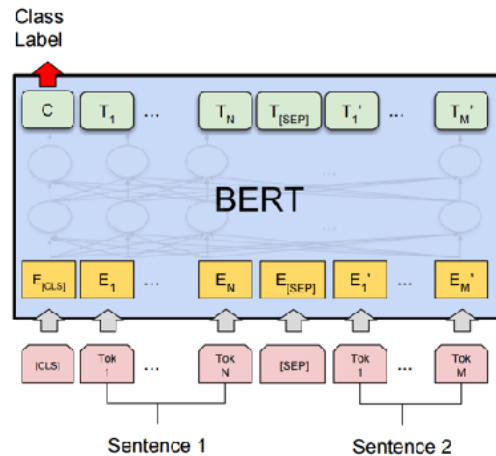 Class
Label
C T1 ... TN T[SEP] T1' ... TM'
...
BERT
...
E[CLS] E1 ... EN E[SEP] E1' ... EM'
[CLS] Tok 1 ... Tok N [SEP] Tok 1 ... Tok M
Sentence 1 Sentence 2